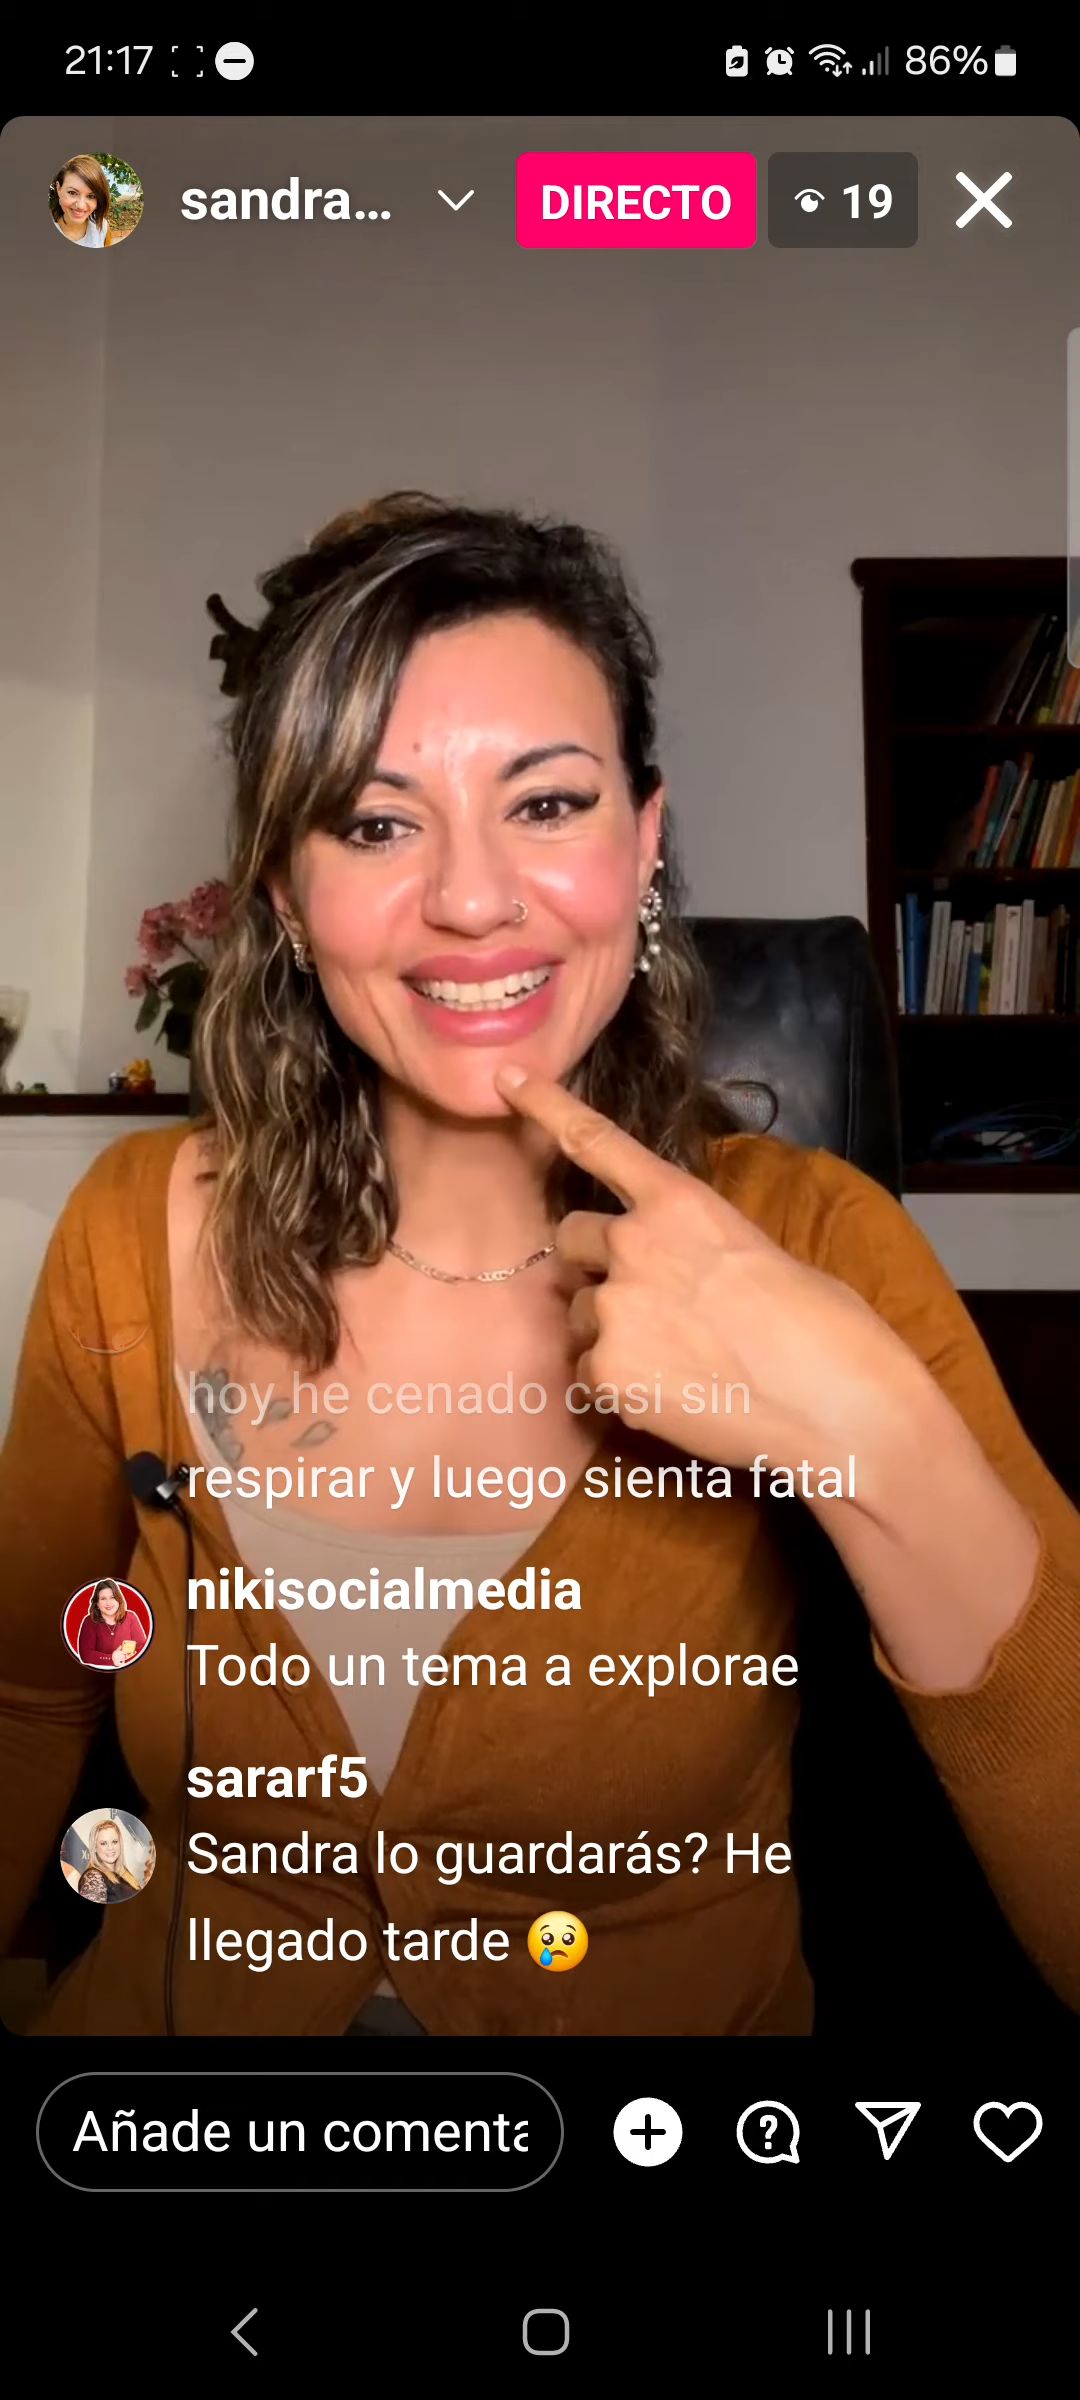 21:17
86%
sandra...
DIRECTO
19
hoy he cenado casi sin
respirar y luego sienta fatal
nikisocialmedia
Todo un tema a explorae
sararf5
Sandra lo guardarás? He
llegado tarde 😢
Añade un comenta